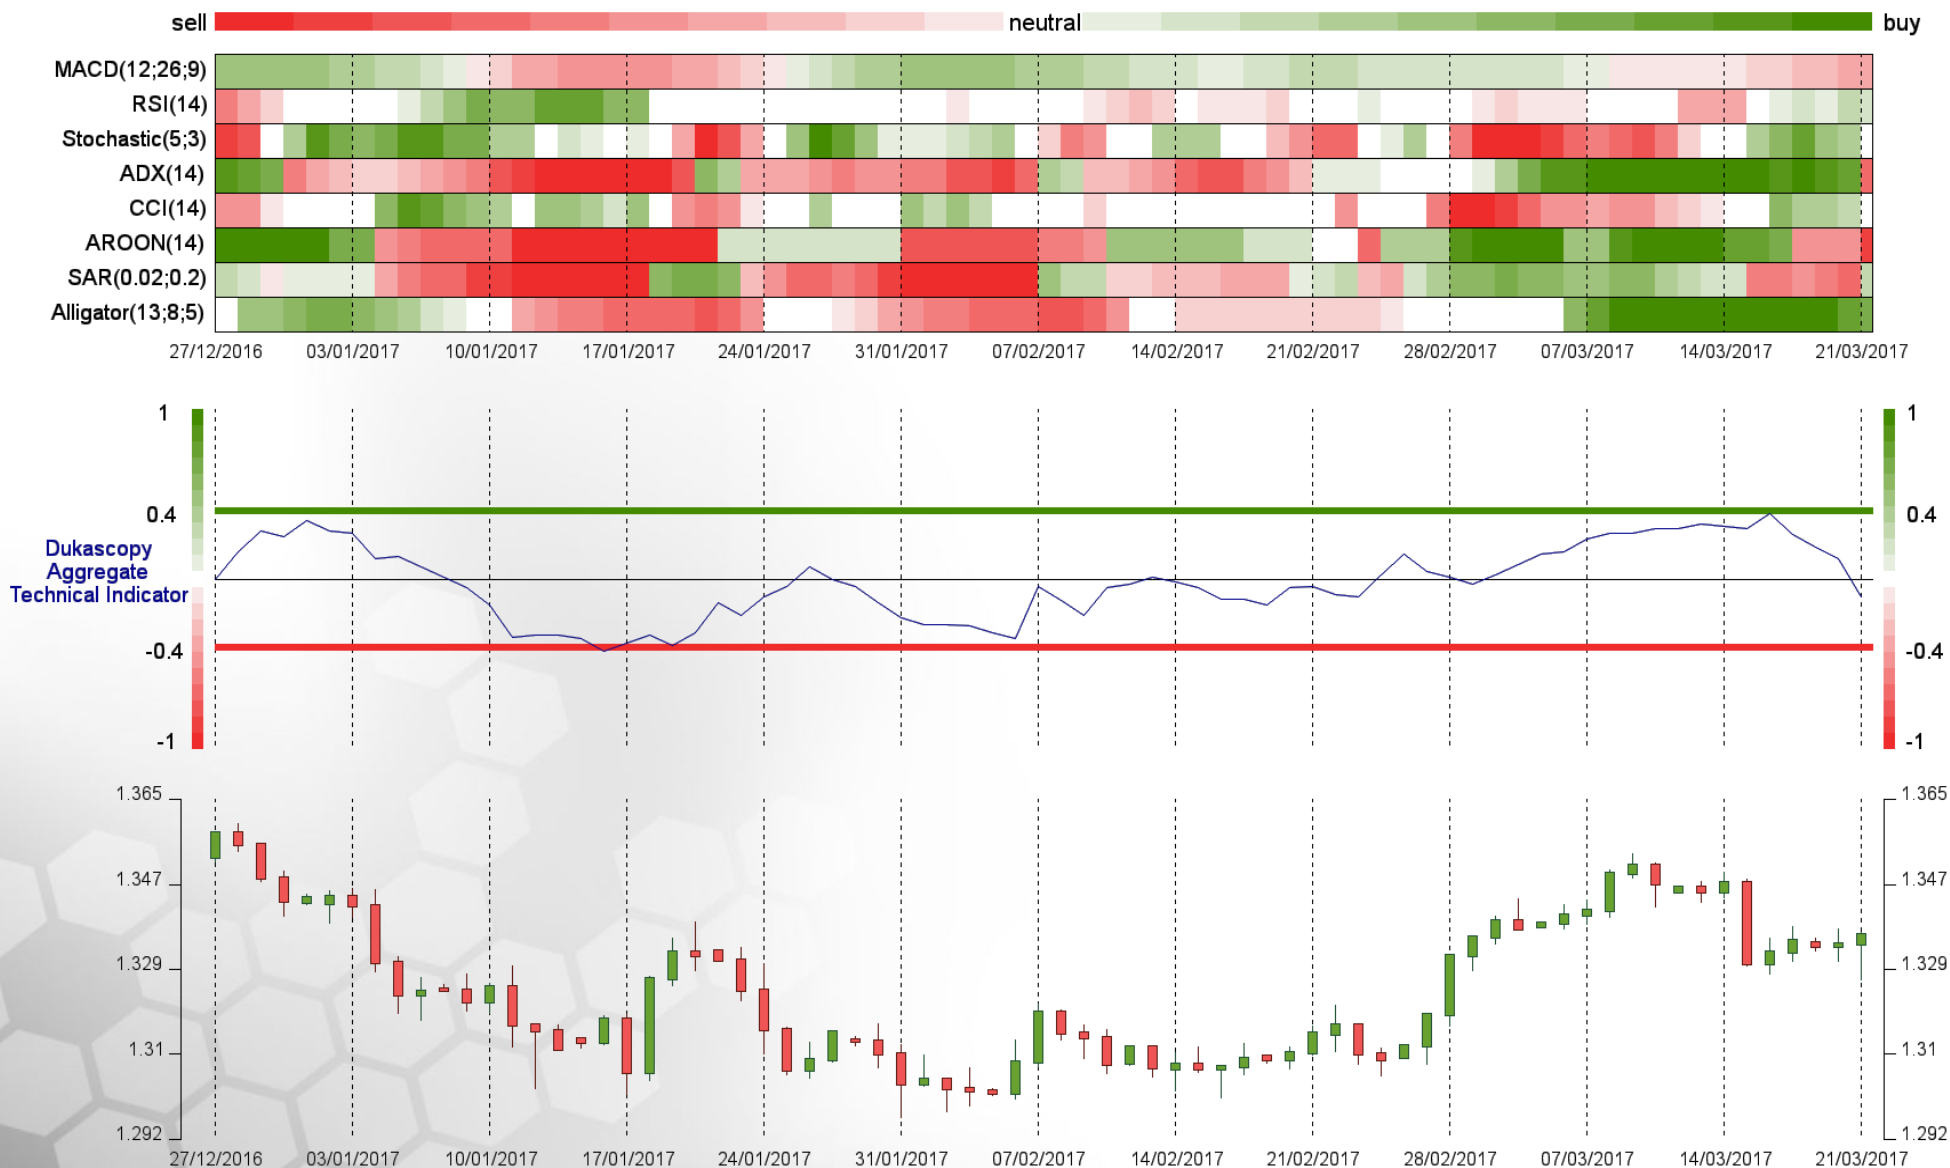 sell neutral buy
MACD(12;26;9)
RSI(14)
Stochastic(5;3)
ADX(14)
CCI(14)
AROON(14)
SAR(0.02;0.2)
Alligator(13;8;5)
27/12/2016 03/01/2017 10/01/2017 17/01/2017 24/01/2017 31/01/2017 07/02/2017 14/02/2017 21/02/2017 28/02/2017 07/03/2017 14/03/2017 21/03/2017
1 1
0.4 0.4
Dukascopy
Aggregate
Technical Indicator
-0.4 -0.4
-1 -1
1.365 1.365
1.347 1.347
1.329 1.329
1.31 1.31
1.292 1.292
27/12/2016 03/01/2017 10/01/2017 17/01/2017 24/01/2017 31/01/2017 07/02/2017 14/02/2017 21/02/2017 28/02/2017 07/03/2017 14/03/2017 21/03/2017